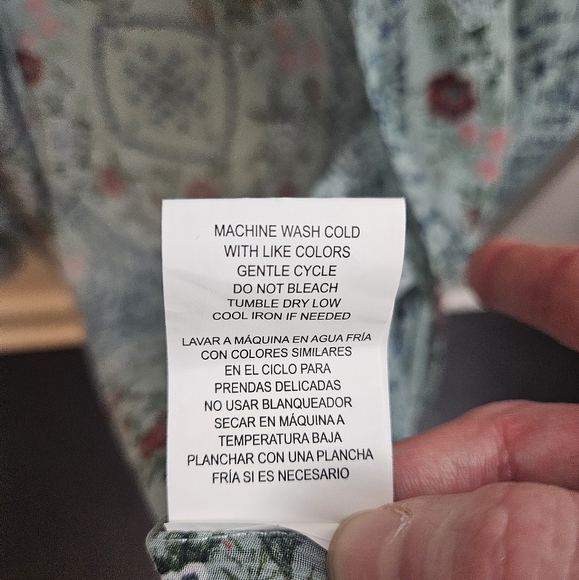 MACHINE WASH COLD
WITH LIKE COLORS
GENTLE CYCLE
DO NOT BLEACH
TUMBLE DRY LOW
COOL IRON IF NEEDED
LAVAR A MÁQUINA EN AGUA FRÍA
CON COLORES SIMILARES
EN EL CICLO PARA
PRENDAS DELICADAS
NO USAR BLANQUEADOR
SECAR EN MÁQUINA A
TEMPERATURA BAJA
PLANCHAR CON UNA PLANCHA
FRÍA SI ES NECESARIO